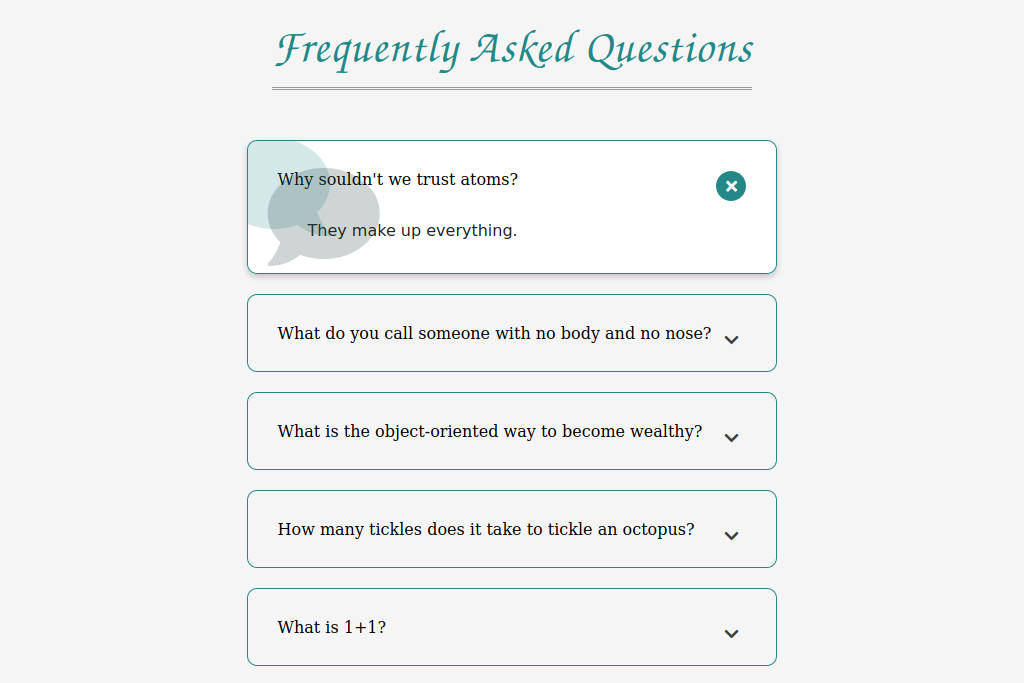 Frequently Asked Questions
Why souldn't we trust atoms?
They make up everything.
What do you call someone with no body and no nose?
What is the object-oriented way to become wealthy?
How many tickles does it take to tickle an octopus?
What is 1+1?